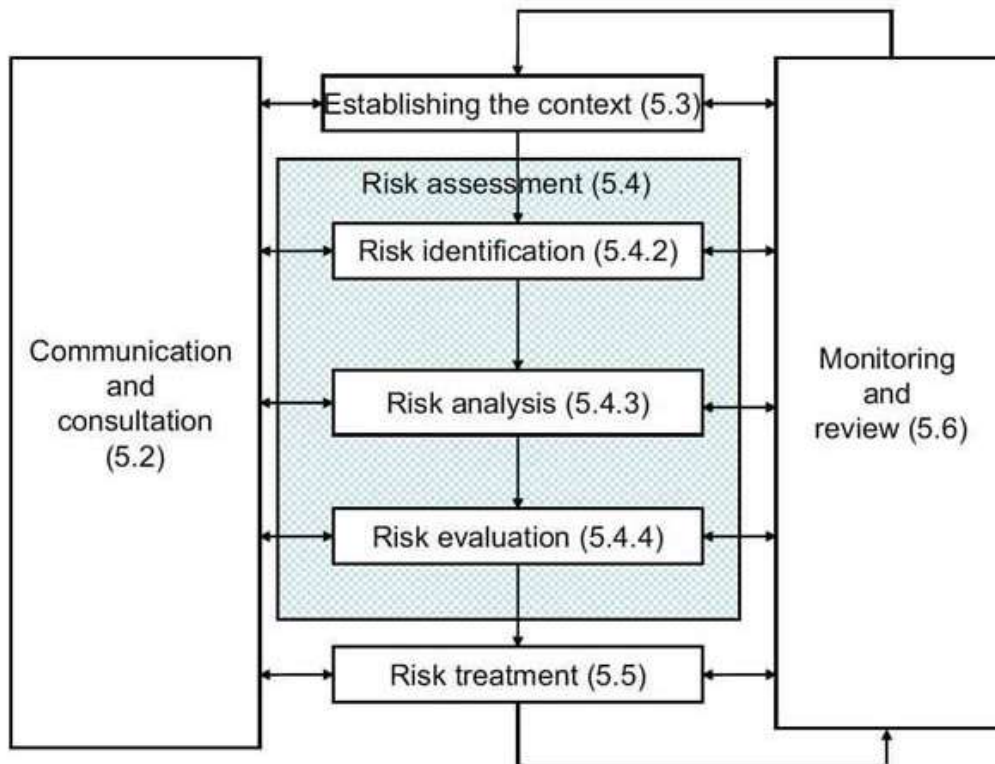 Establishing the context (5.3)
Risk assessment (5.4)
Risk identification (5.4.2)
Communication
and
consultation
(5.2)
Risk analysis (5.4.3)
Monitoring
and
review (5.6)
Risk evaluation (5.4.4)
Risk treatment (5.5)